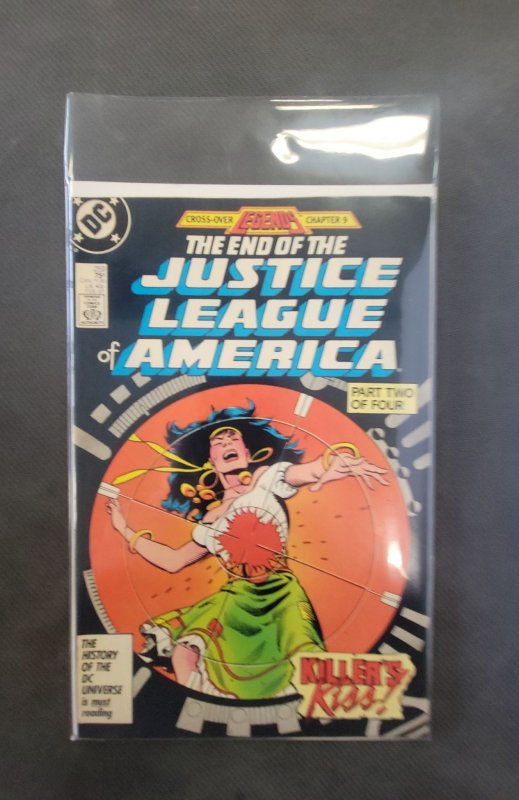 CROSS-OVER LEGENDS CHAPTER 9
DC
THE END OF THE
JUSTICE
LEAGUE
of AMERICA
PART TWO
OF FOUR
KILLER'S
Kiss!
THE
HISTORY
OF THE
DC
UNIVERSE
is must
reading